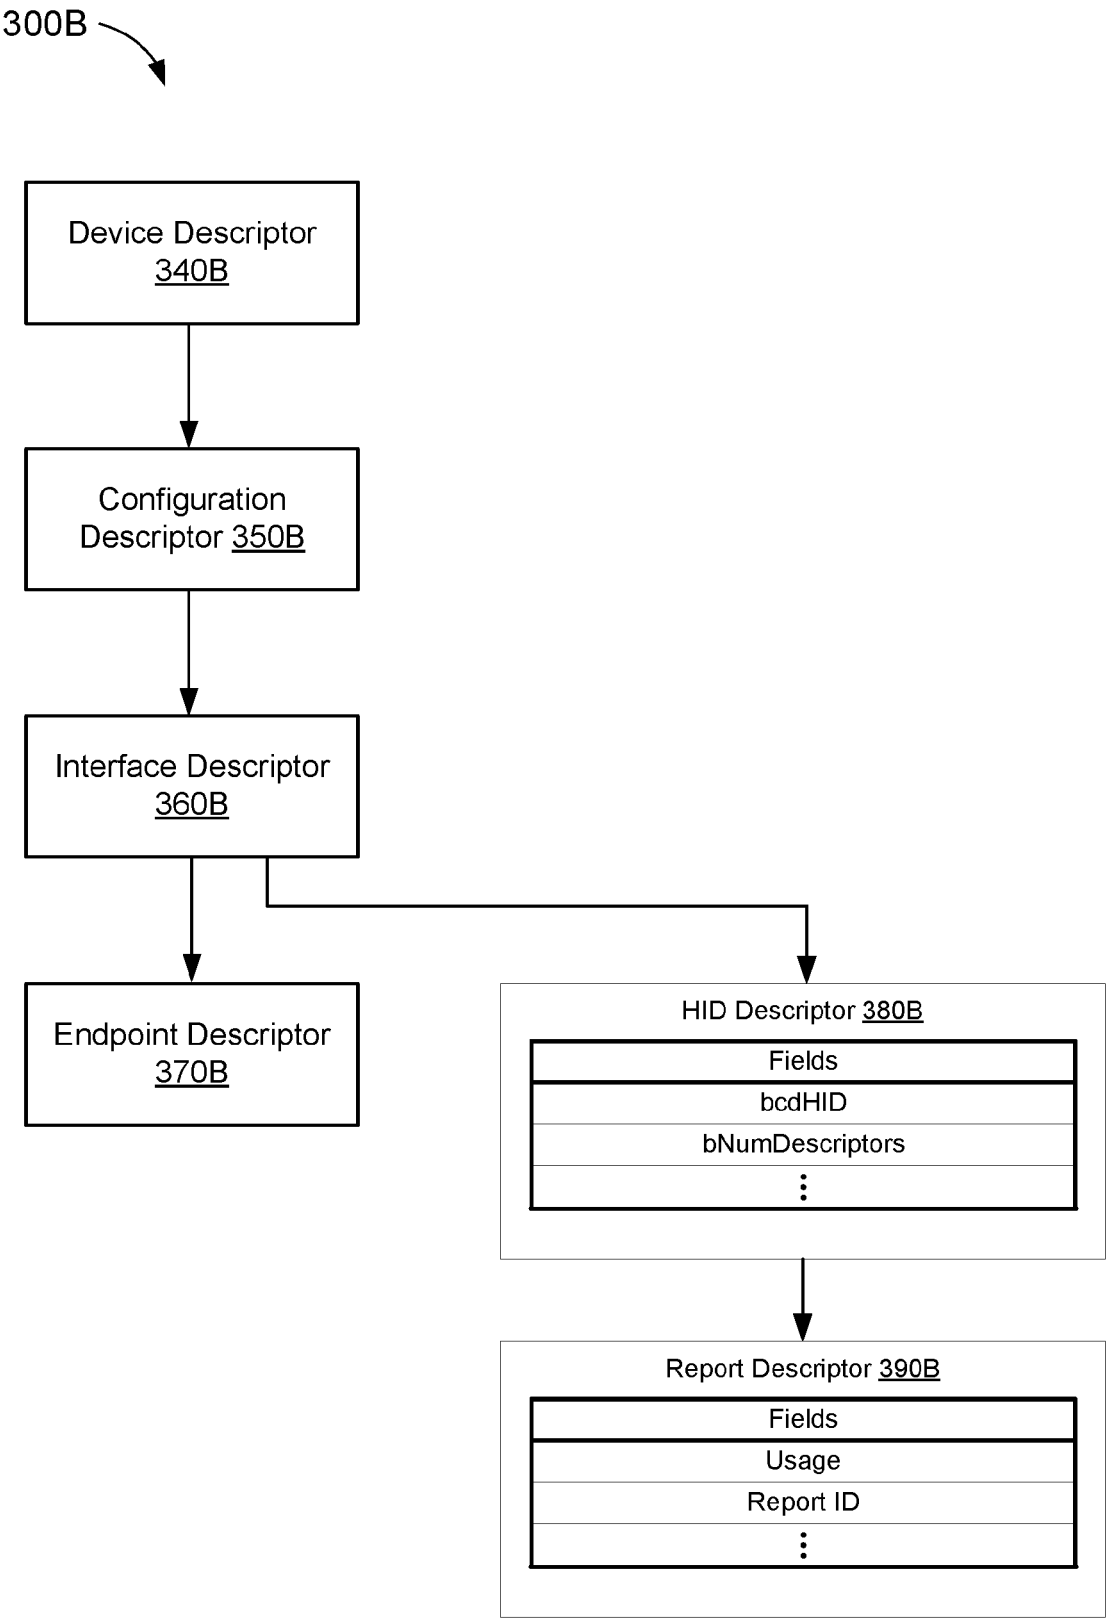 300B
Device Descriptor
340B
Configuration
Descriptor 350B
Interface Descriptor
360B
Endpoint Descriptor
370B
HID Descriptor 380B
Fields
bcdHID
bNumDescriptors
⋮
Report Descriptor 390B
Fields
Usage
Report ID
⋮